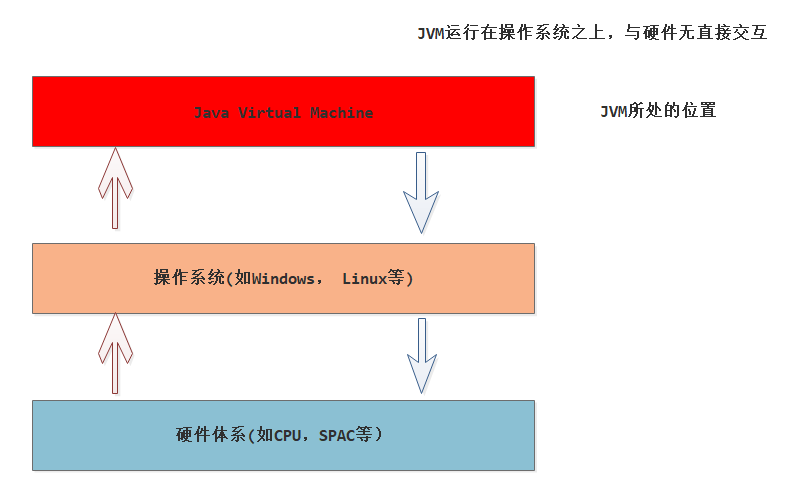 JVM运行在操作系统之上，与硬件无直接交互
Java Virtual Machine
JVM所处的位置
操作系统(如Windows， Linux等)
硬件体系(如CPU，SPAC等）